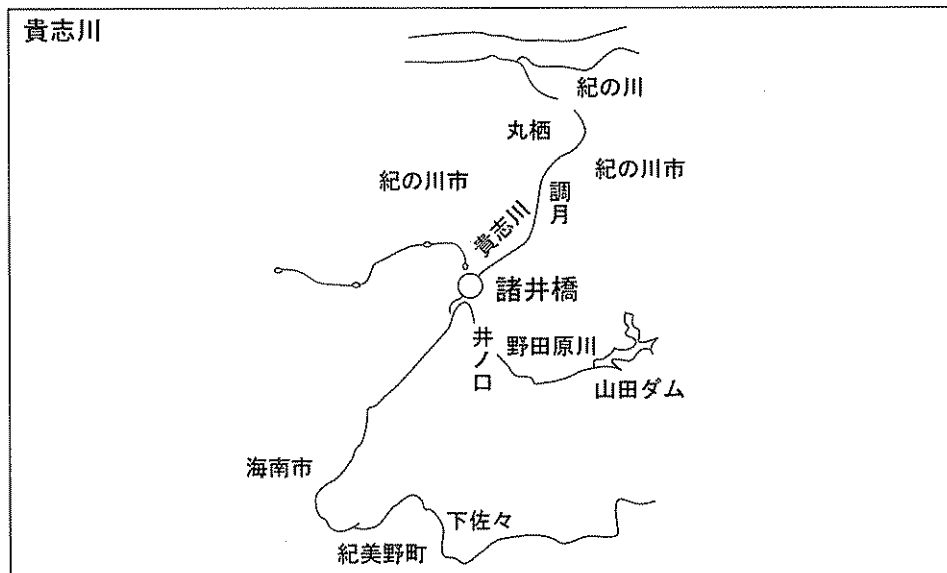 貴志川
紀の川
丸栖
紀の川市
紀の川市
調月
貴志川
諸井橋
井ノ口
野田原川
山田ダム
海南市
下佐々
紀美野町